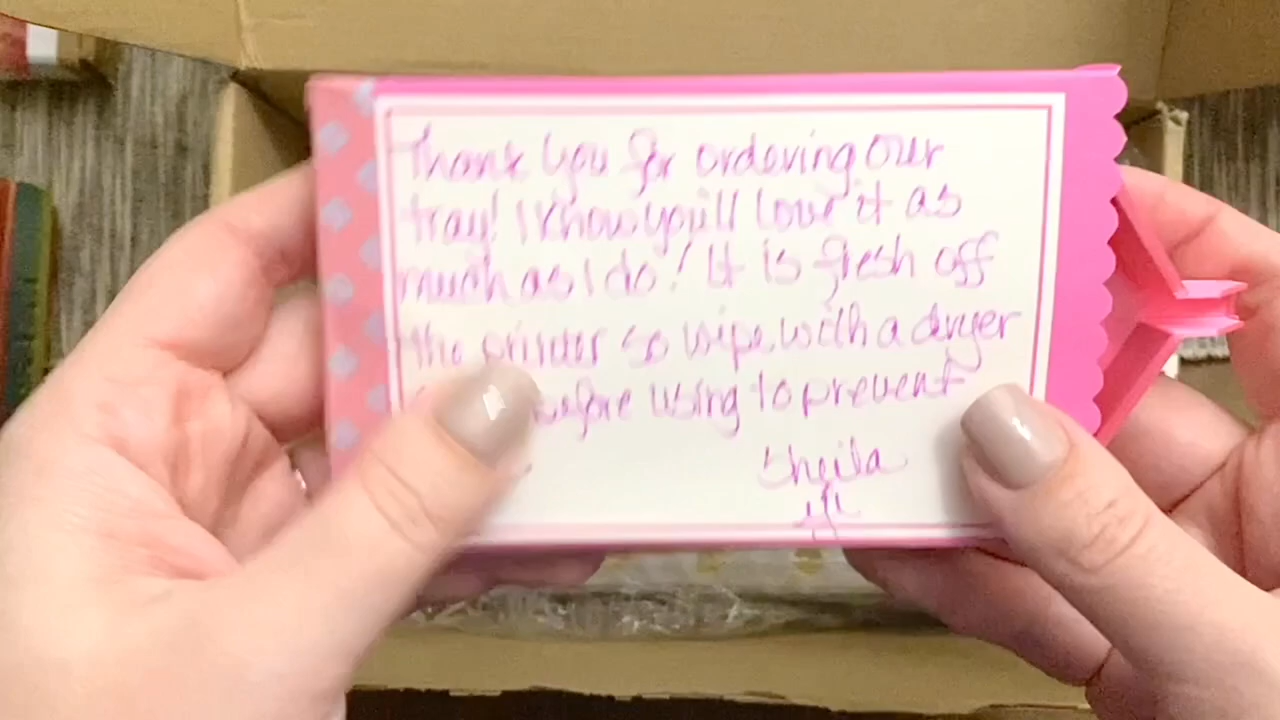 Thank you for ordering our
tray! I know you'll love it as
much as I do! It is fresh off
the printer so wipe with a dryer
before using to prevent
Sheila